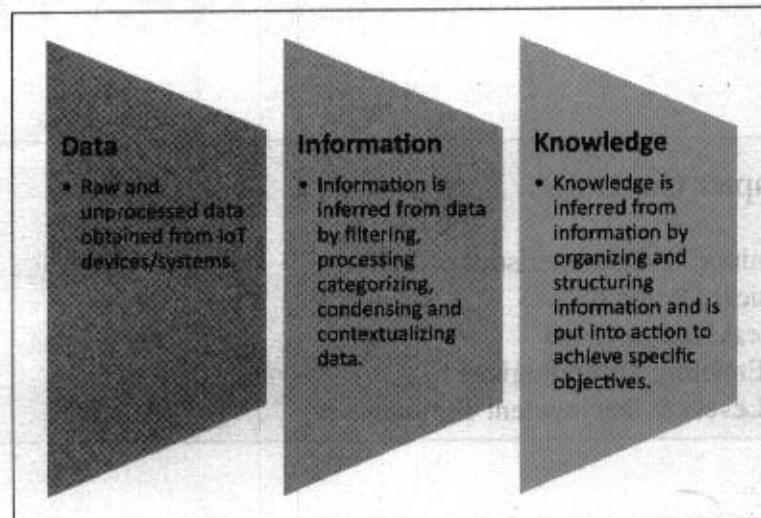 Data
• Raw and
unprocessed data
obtained from IoT
devices/systems.
Information
• Information is
inferred from data
by filtering,
processing
categorizing,
condensing and
contextualizing
data.
Knowledge
• Knowledge is
inferred from
information by
organizing and
structuring
information and is
put into action to
achieve specific
objectives.